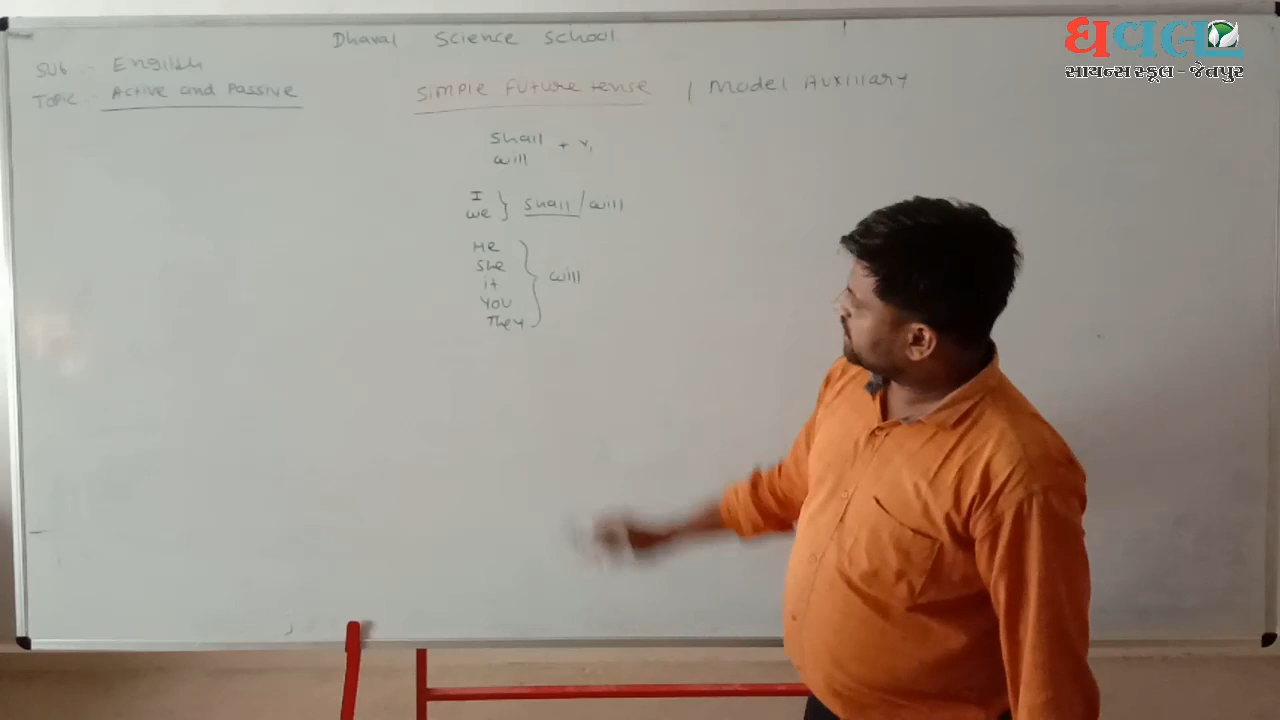 Dhaval Science School
Sub - English
Topic - Active and Passive
Simple Future tense / Model Auxiliary
shall
will + V1
I
we } shall / will
He
She
it
YOU
They } will
ધવલ
સાયન્સ સ્કૂલ - જેતપુર